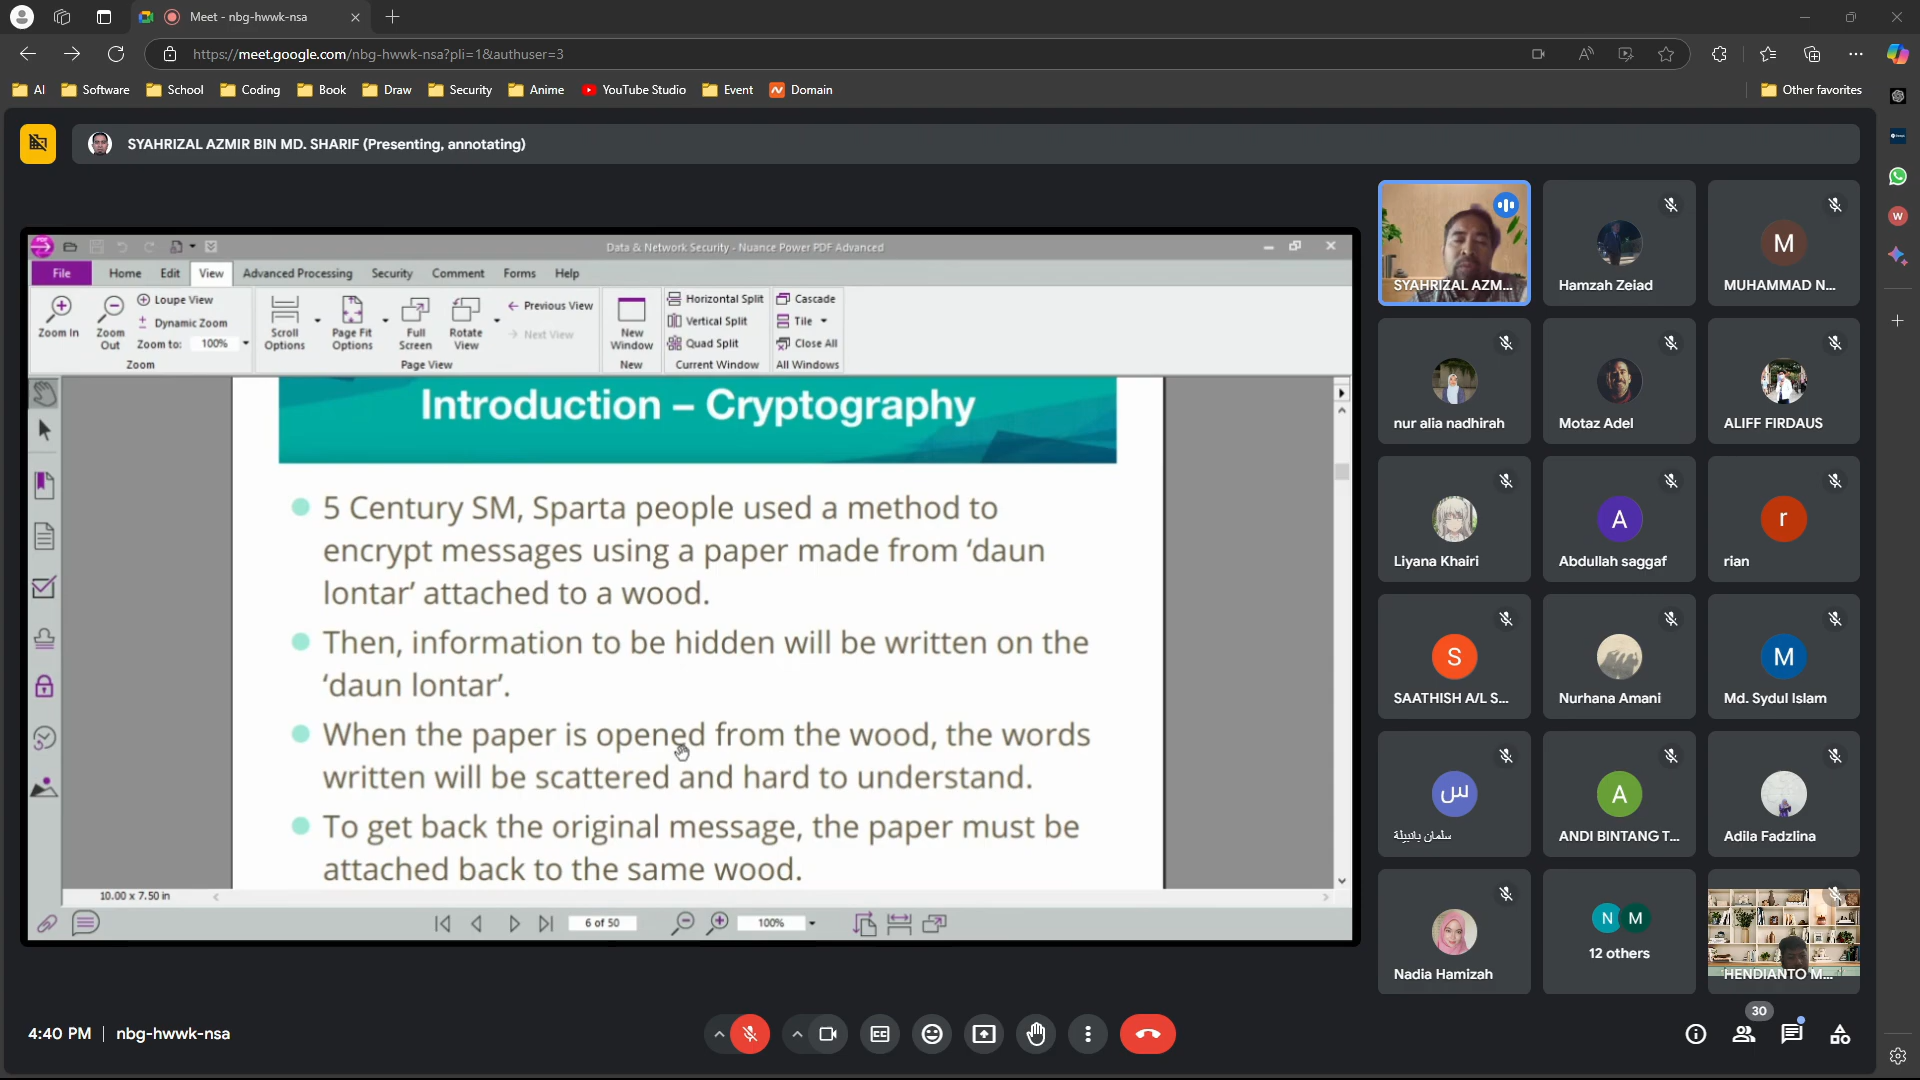 Meet - nbg-hwwk-nsa
https://meet.google.com/nbg-hwwk-nsa?pli=1&authuser=3
AI Software School Coding Book Draw Security Anime YouTube Studio Event Domain Other favorites
SYAHRIZAL AZMIR BIN MD. SHARIF (Presenting, annotating)
Data & Network Security - Nuance Power PDF Advanced
File Home Edit View Advanced Processing Security Comment Forms Help
Zoom In
Zoom Out
Loupe View
Dynamic Zoom
Zoom to: 100%
Zoom
Scroll Options
Page Fit Options
Full Screen
Rotate View
Previous View
Next View
Page View
New Window
New
Horizontal Split
Vertical Split
Quad Split
Current Window
Cascade
Tile
Close All
All Windows
Introduction – Cryptography
5 Century SM, Sparta people used a method to
encrypt messages using a paper made from ‘daun
lontar’ attached to a wood.
Then, information to be hidden will be written on the
‘daun lontar’.
When the paper is opened from the wood, the words
written will be scattered and hard to understand.
To get back the original message, the paper must be
attached back to the same wood.
10.00 x 7.50 in
6 of 50
100%
SYAHRIZAL AZM...
Hamzah Zeiad
M
MUHAMMAD N...
nur alia nadhirah
Motaz Adel
ALIFF FIRDAUS
Liyana Khairi
A
Abdullah saggaf
r
rian
S
SAATHISH A/L S...
Nurhana Amani
M
Md. Sydul Islam
س
A
ANDI BINTANG T...
Adila Fadzlina
Nadia Hamizah
N M
12 others
HENDIANTO M...
4:40 PM | nbg-hwwk-nsa
30